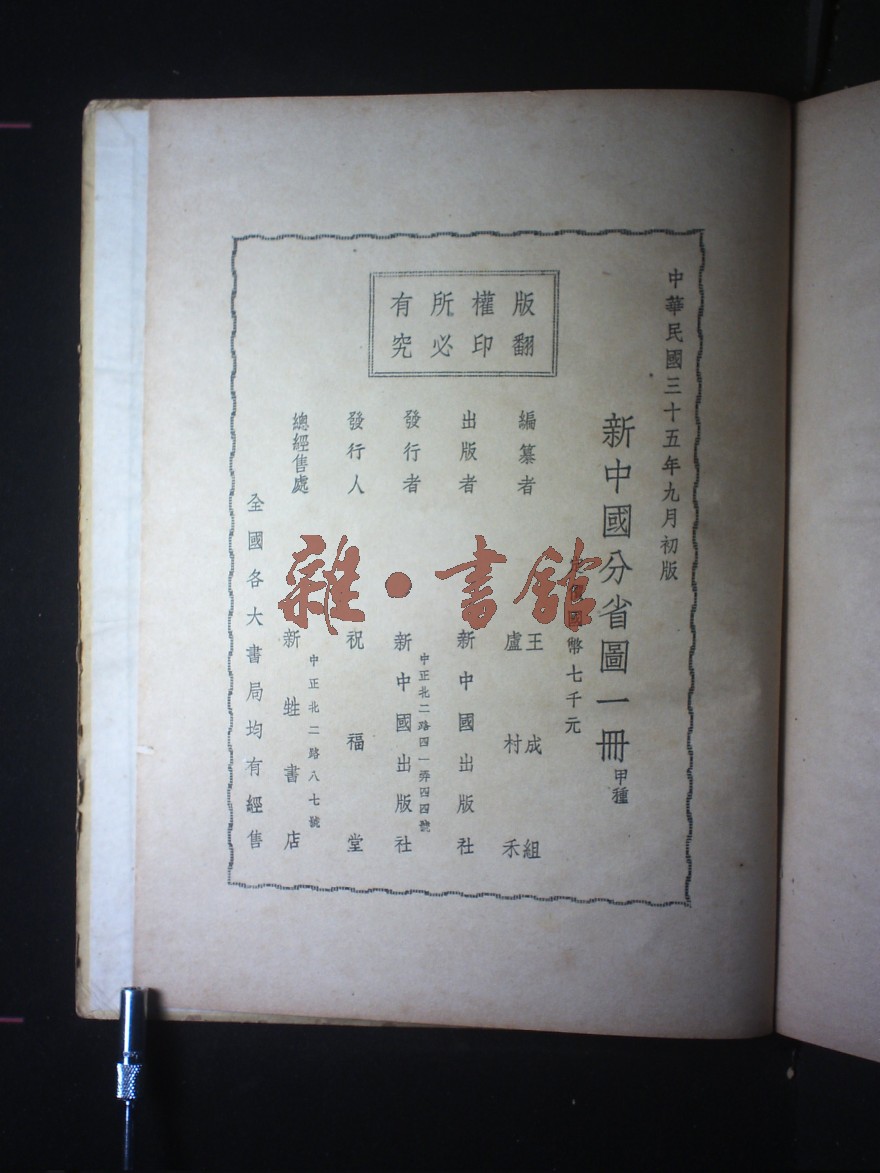 中華民國三十五年九月初版
新中國分省圖一冊甲種
價國幣七千元
版權所有
翻印必究
編纂者 王成組
盧村禾
出版者 新中國出版社
發行者 新中國出版社
中正北二路四一弄四四號
發行人 祝福堂
總經售處 新甡書店
中正北二路八七號
全國各大書局均有經售
雜·書館